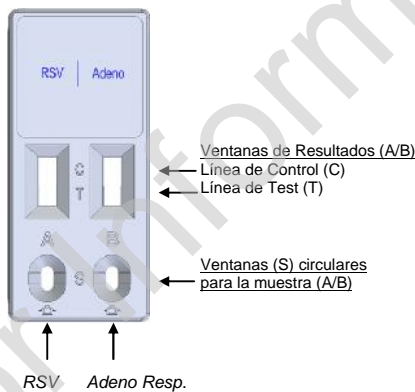 RSV | Adeno
Ventanas de Resultados (A/B)
C
Línea de Control (C)
T
Línea de Test (T)
A B
S
Ventanas (S) circulares
para la muestra (A/B)
RSV Adeno Resp.